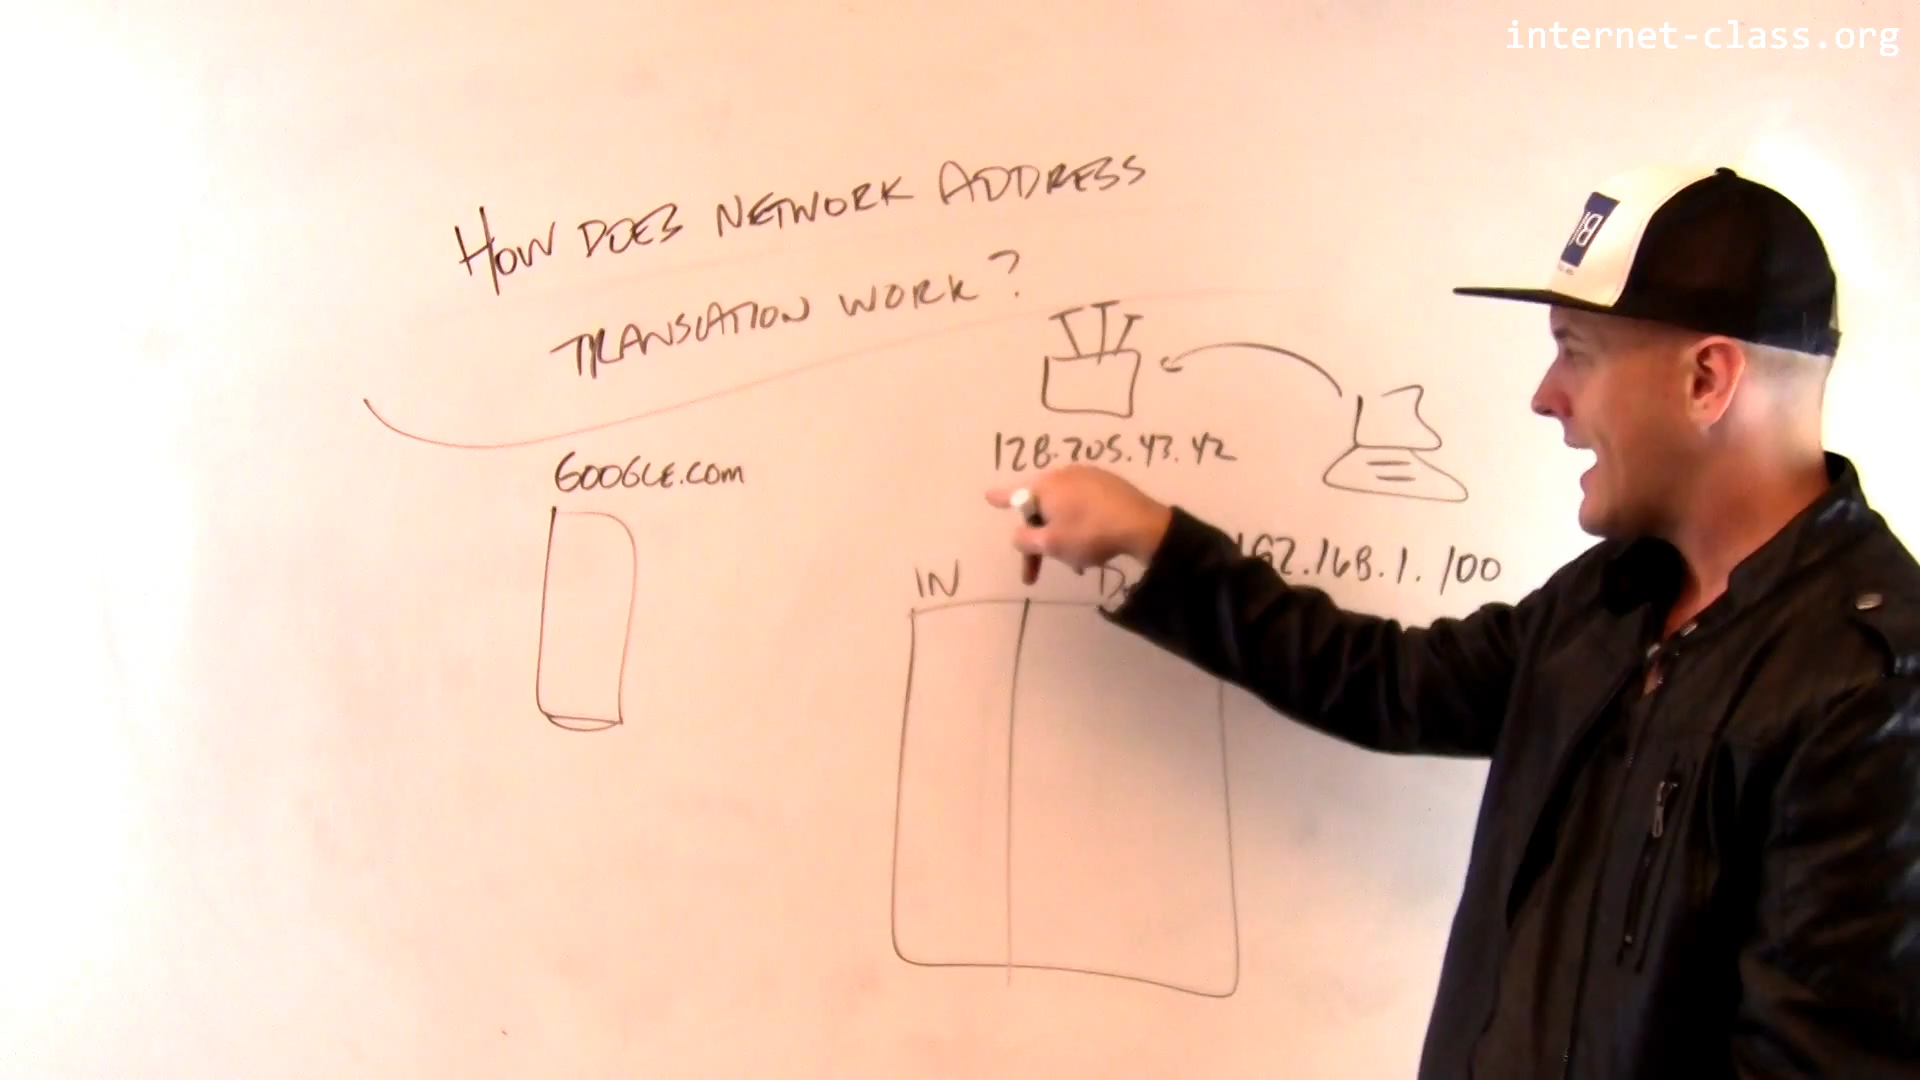 internet-class.org
HOW DOES NETWORK ADDRESS
TRANSLATION WORK?
GOOGLE.COM
128.205.43.42
IN
192.168.1.100